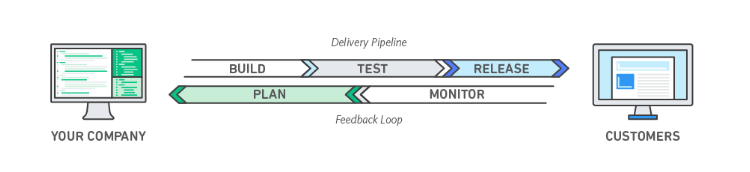 Delivery Pipeline
BUILD TEST RELEASE
PLAN MONITOR
Feedback Loop
YOUR COMPANY
CUSTOMERS